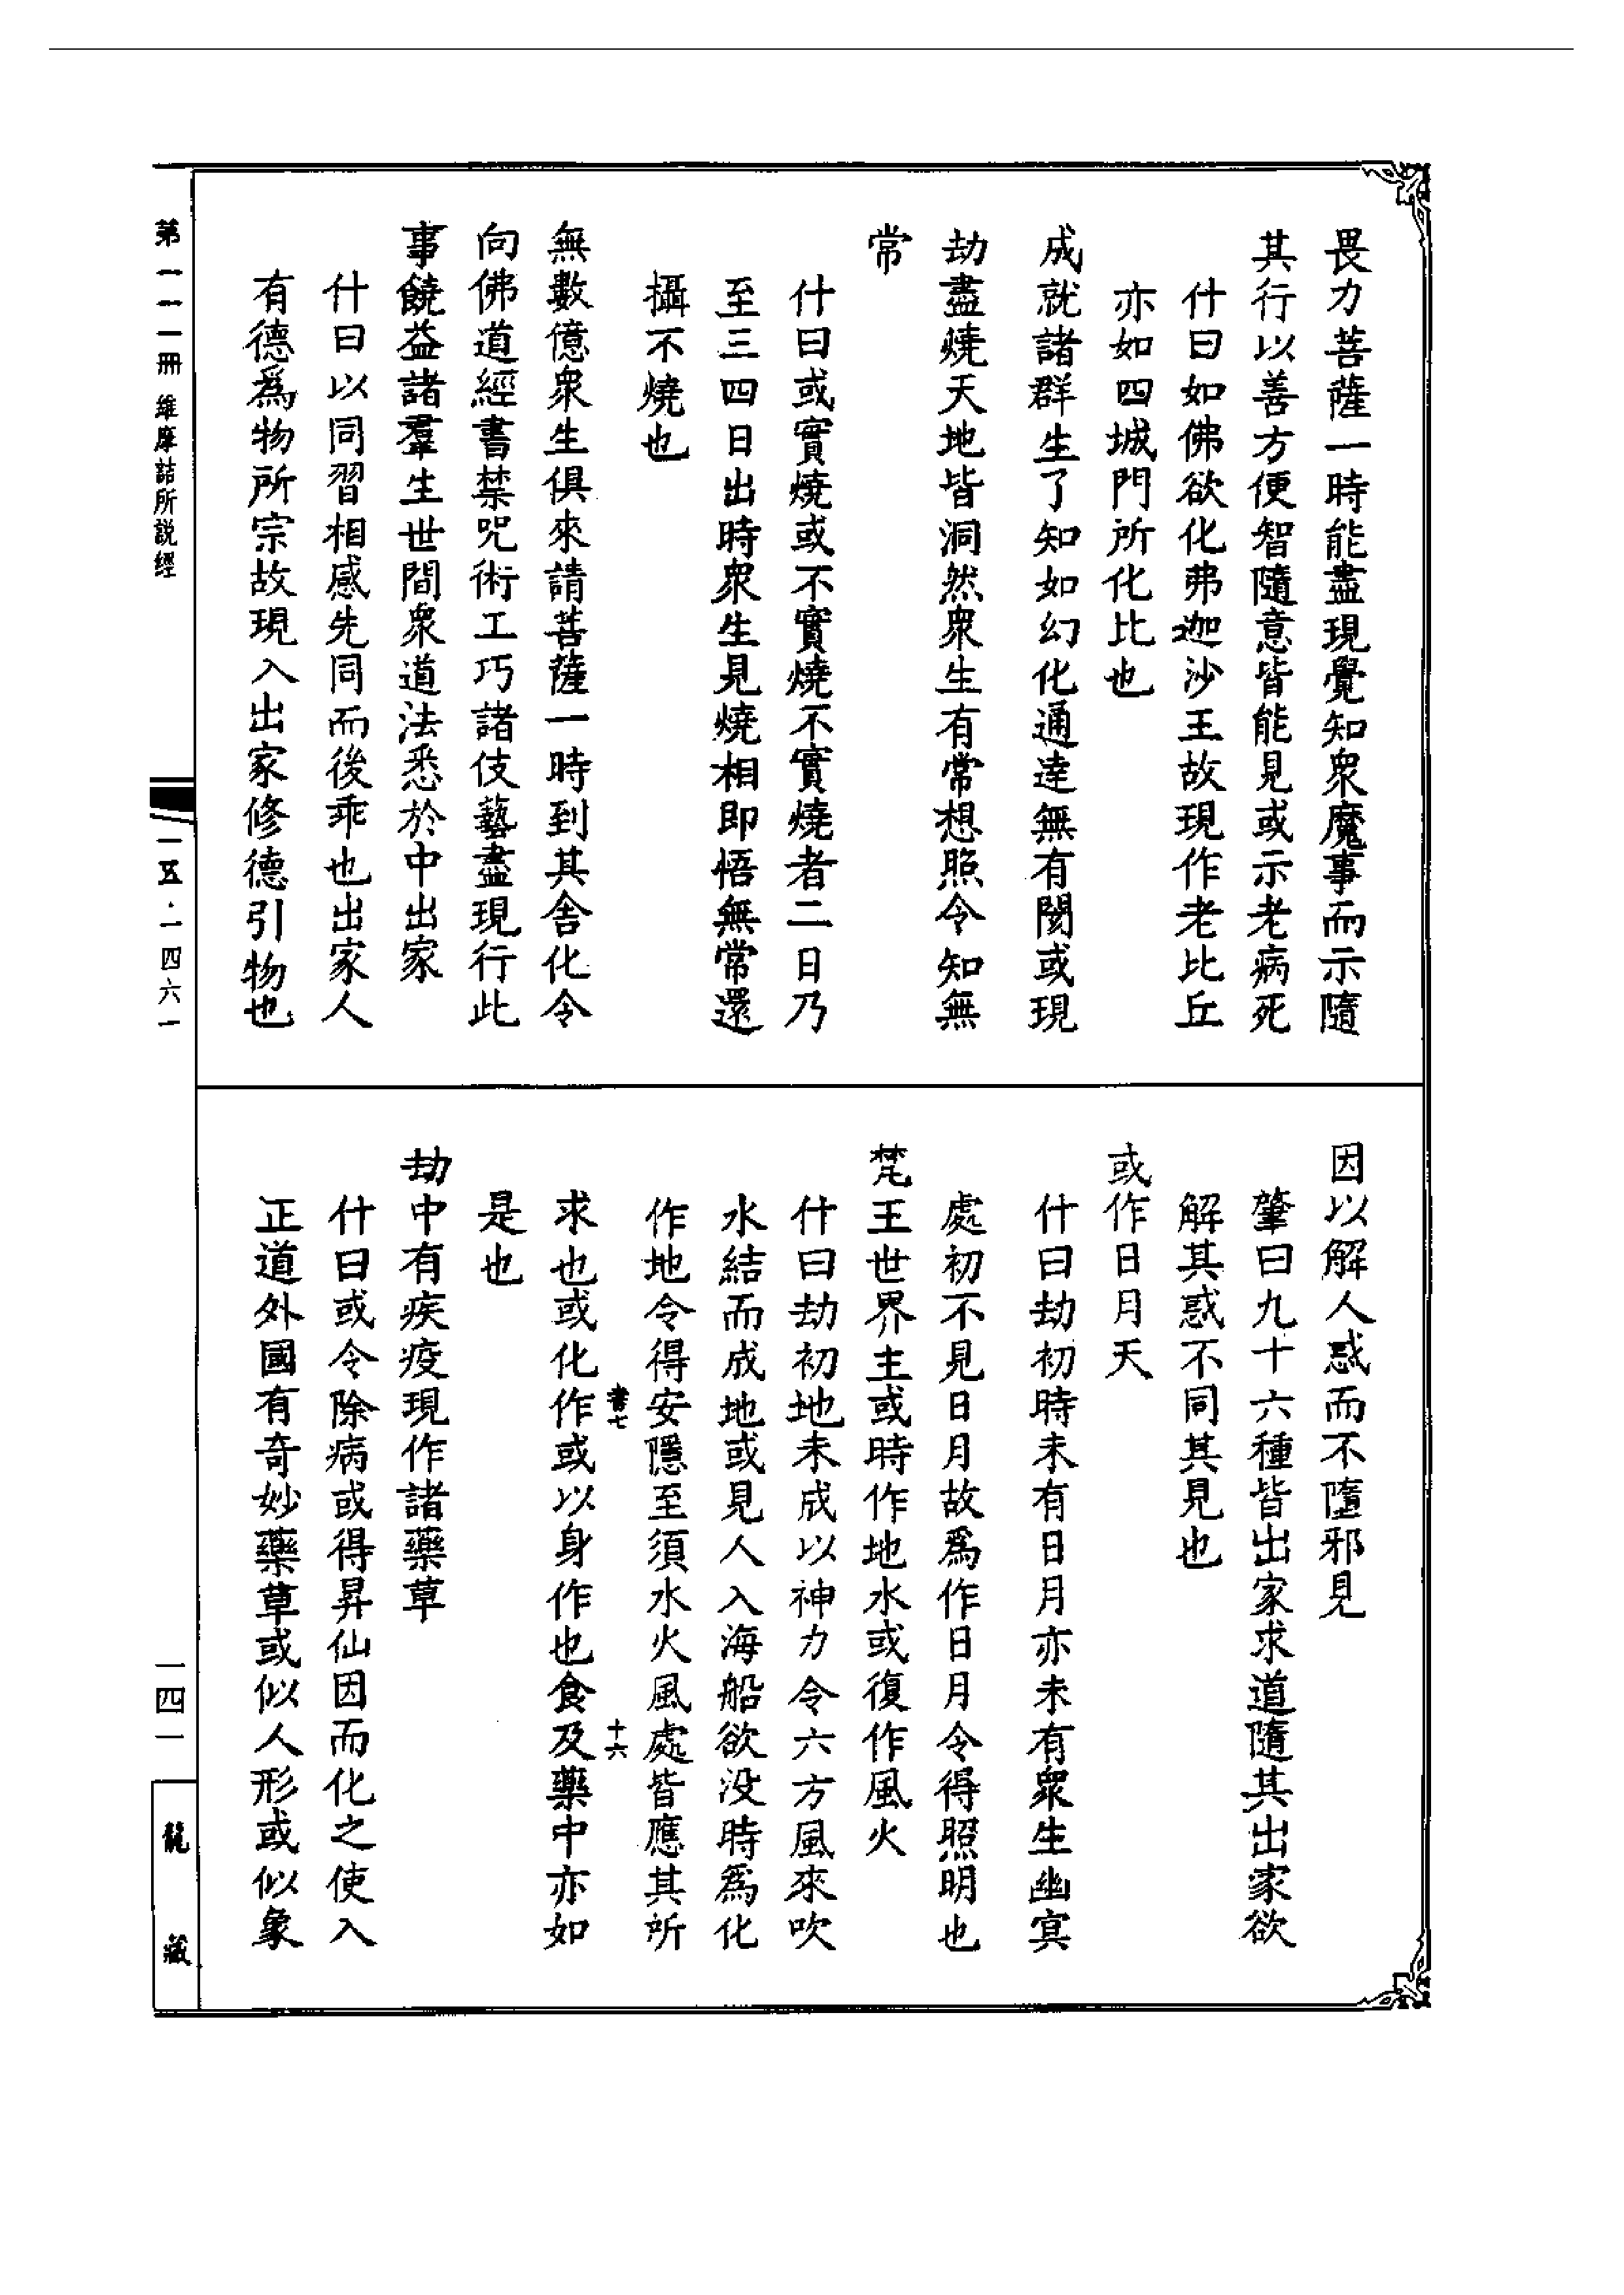 畏力菩薩一時能盡現覺知眾魔事而示隨
其行以善方便智隨意皆能見或示老病死
什曰如佛欲化弗迦沙王故現作老比丘
亦如四城門所化比也
成就諸群生了知如幻化通達無有閡或現
劫盡燒天地皆洞然衆生有常想照令知無
常
什曰或實燒或不實燒不實燒者二日乃
至三四日出時衆生見燒相即悟無常還
攝不燒也
無數億衆生俱來請菩薩一時到其舍化令
向佛道經書禁呪術工巧諸伎藝盡現行此
事饒益諸羣生世間衆道法悉於中出家
什曰以同習相感先同而後乖也出家人
有德爲物所宗故現入出家修德引物也
因以解人惑而不墮邪見
肇曰九十六種皆出家求道隨其出家欲
解其惑不同其見也
或作日月天
什曰劫初時未有日月亦未有衆生幽冥
處初不見日月故爲作日月令得照明也
梵王世界主或時作地水或復作風火
什曰劫初地未成以神力令六方風來吹
水結而成地或見人入海船欲没時爲化
作地令得安隱至須水火風處皆應其所
書七 十六
求也或化作或以身作也食及藥中亦如
是也
劫中有疾疫現作諸藥草
什曰或令除病或得昇仙因而化之使入
正道外國有奇妙藥草或似人形或似象
第一一一冊 維摩詰所説經
一五·一四六一
一四一
龍藏